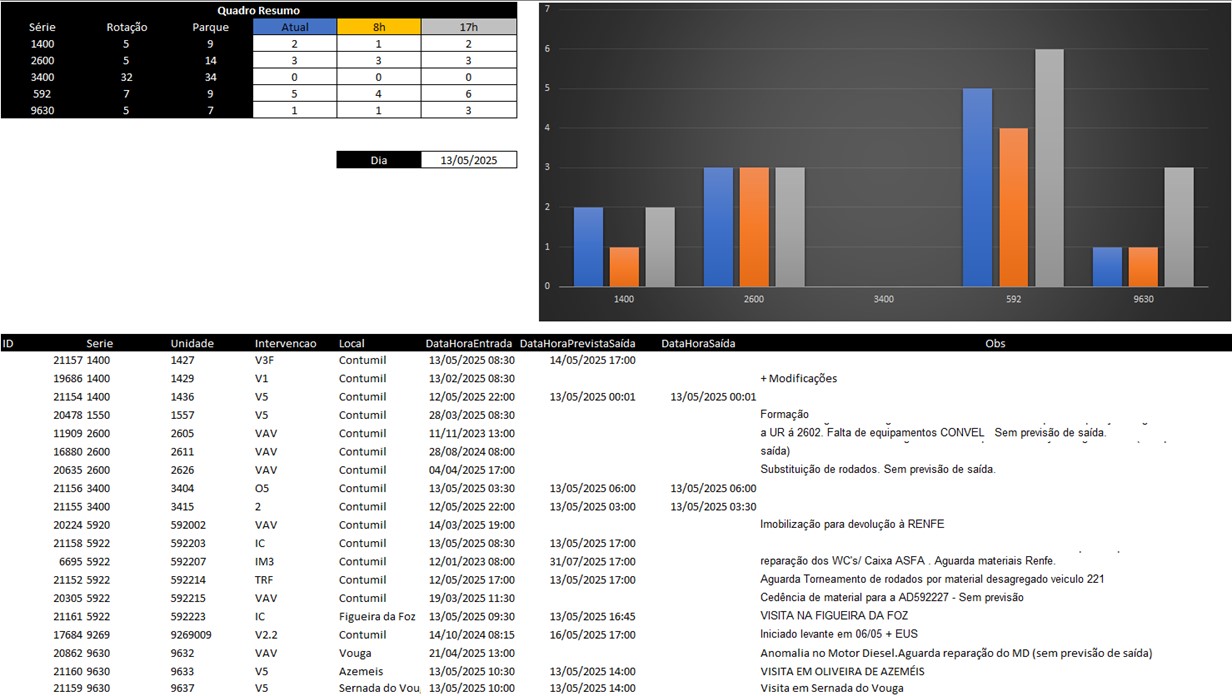 Quadro Resumo
Série Rotação Parque Atual 8h 17h
1400 5 9 2 1 2
2600 5 14 3 3 3
3400 32 34 0 0 0
592 7 9 5 4 6
9630 5 7 1 1 3
Dia 13/05/2025
7
6
5
4
3
2
1
0
1400 2600 3400 592 9630
ID Serie Unidade Intervencao Local DataHoraEntrada DataHoraPrevistaSaída DataHoraSaída Obs
21157 1400 1427 V3F Contumil 13/05/2025 08:30 14/05/2025 17:00
19686 1400 1429 V1 Contumil 13/02/2025 08:30 + Modificações
21154 1400 1436 V5 Contumil 12/05/2025 22:00 13/05/2025 00:01 13/05/2025 00:01
20478 1550 1557 V5 Contumil 28/03/2025 08:30 Formação
11909 2600 2605 VAV Contumil 11/11/2023 13:00 a UR á 2602. Falta de equipamentos CONVEL Sem previsão de saída.
16880 2600 2611 VAV Contumil 28/08/2024 08:00 saída)
20635 2600 2626 VAV Contumil 04/04/2025 17:00 Substituição de rodados. Sem previsão de saída.
21156 3400 3404 O5 Contumil 13/05/2025 03:30 13/05/2025 06:00 13/05/2025 06:00
21155 3400 3415 2 Contumil 12/05/2025 22:00 13/05/2025 03:00 13/05/2025 03:30
20224 5920 592002 VAV Contumil 14/03/2025 19:00 Imobilização para devolução à RENFE
21158 5922 592203 IC Contumil 13/05/2025 08:30 13/05/2025 17:00
6695 5922 592207 IM3 Contumil 12/01/2023 08:00 31/07/2025 17:00 reparação dos WC's/ Caixa ASFA . Aguarda materiais Renfe.
21152 5922 592214 TRF Contumil 12/05/2025 17:00 13/05/2025 17:00 Aguarda Torneamento de rodados por material desagregado veiculo 221
20305 5922 592215 VAV Contumil 19/03/2025 11:30 Cedência de material para a AD592227 - Sem previsão
21161 5922 592223 IC Figueira da Foz 13/05/2025 09:30 13/05/2025 16:45 VISITA NA FIGUEIRA DA FOZ
17684 9269 9269009 V2.2 Contumil 14/10/2024 08:15 16/05/2025 17:00 Iniciado levante em 06/05 + EUS
20862 9630 9632 VAV Vouga 21/04/2025 13:00 Anomalia no Motor Diesel.Aguarda reparação do MD (sem previsão de saída)
21160 9630 9633 V5 Azemeis 13/05/2025 10:30 13/05/2025 14:00 VISITA EM OLIVEIRA DE AZEMÉIS
21159 9630 9637 V5 Sernada do Vou 13/05/2025 10:00 13/05/2025 14:00 Visita em Sernada do Vouga